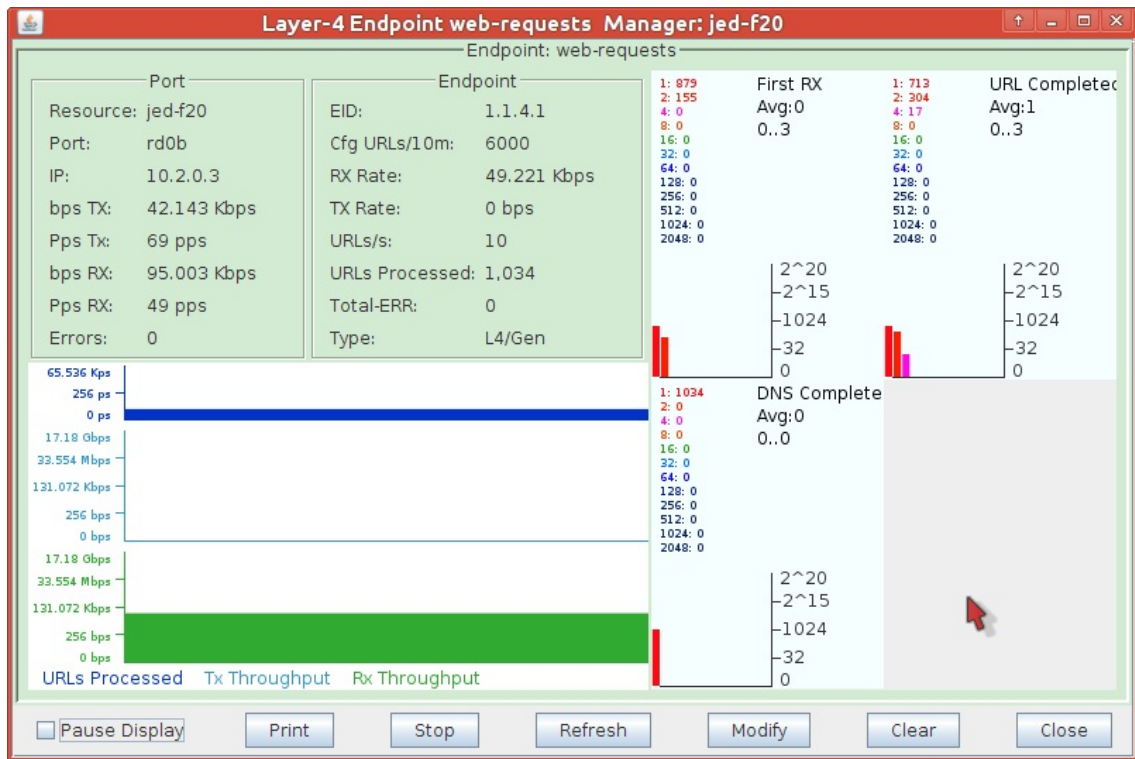 Layer-4 Endpoint web-requests Manager: jed-f20
Endpoint: web-requests
Port
Resource: jed-f20
Port: rd0b
IP: 10.2.0.3
bps TX: 42.143 Kbps
Pps Tx: 69 pps
bps RX: 95.003 Kbps
Pps RX: 49 pps
Errors: 0
Endpoint
EID: 1.1.4.1
Cfg URLs/10m: 6000
RX Rate: 49.221 Kbps
TX Rate: 0 bps
URLs/s: 10
URLs Processed: 1,034
Total-ERR: 0
Type: L4/Gen
1: 879
2: 155
4: 0
8: 0
16: 0
32: 0
64: 0
128: 0
256: 0
512: 0
1024: 0
2048: 0
First RX
Avg:0
0..3
2^20
2^15
1024
32
0
1: 713
2: 304
4: 17
8: 0
16: 0
32: 0
64: 0
128: 0
256: 0
512: 0
1024: 0
2048: 0
URL Completed
Avg:1
0..3
2^20
2^15
1024
32
0
65.536 Kps
256 ps
0 ps
17.18 Gbps
33.554 Mbps
131.072 Kbps
256 bps
0 bps
17.18 Gbps
33.554 Mbps
131.072 Kbps
256 bps
0 bps
URLs Processed Tx Throughput Rx Throughput
1: 1034
2: 0
4: 0
8: 0
16: 0
32: 0
64: 0
128: 0
256: 0
512: 0
1024: 0
2048: 0
DNS Complete
Avg:0
0..0
2^20
2^15
1024
32
0
Pause Display
Print
Stop
Refresh
Modify
Clear
Close